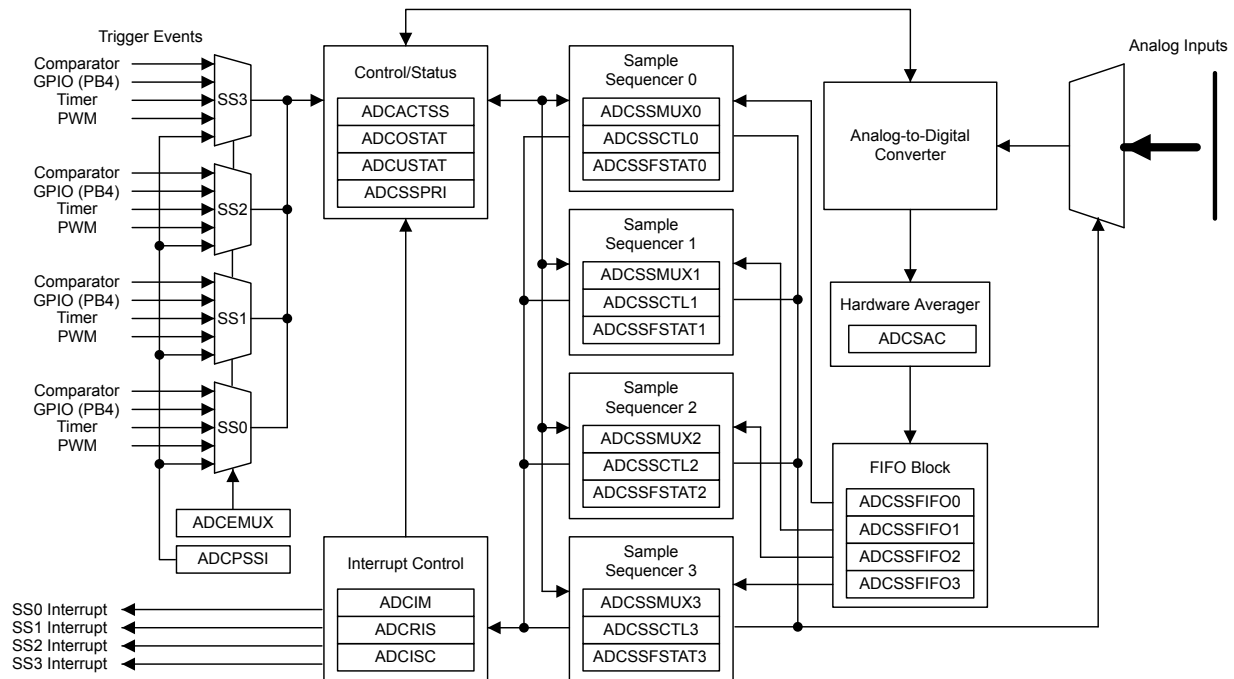 Trigger Events
Comparator
GPIO (PB4)
Timer
PWM
SS3
Comparator
GPIO (PB4)
Timer
PWM
SS2
Comparator
GPIO (PB4)
Timer
PWM
SS1
Comparator
GPIO (PB4)
Timer
PWM
SS0
ADCEMUX
ADCPSSI
SS0 Interrupt
SS1 Interrupt
SS2 Interrupt
SS3 Interrupt
Control/Status
ADCACTSS
ADCOSTAT
ADCUSTAT
ADCSSPRI
Interrupt Control
ADCIM
ADCRIS
ADCISC
Sample
Sequencer 0
ADCSSMUX0
ADCSSCTL0
ADCSSFSTAT0
Sample
Sequencer 1
ADCSSMUX1
ADCSSCTL1
ADCSSFSTAT1
Sample
Sequencer 2
ADCSSMUX2
ADCSSCTL2
ADCSSFSTAT2
Sample
Sequencer 3
ADCSSMUX3
ADCSSCTL3
ADCSSFSTAT3
Analog-to-Digital
Converter
Hardware Averager
ADCSAC
FIFO Block
ADCSSFIFO0
ADCSSFIFO1
ADCSSFIFO2
ADCSSFIFO3
Analog Inputs